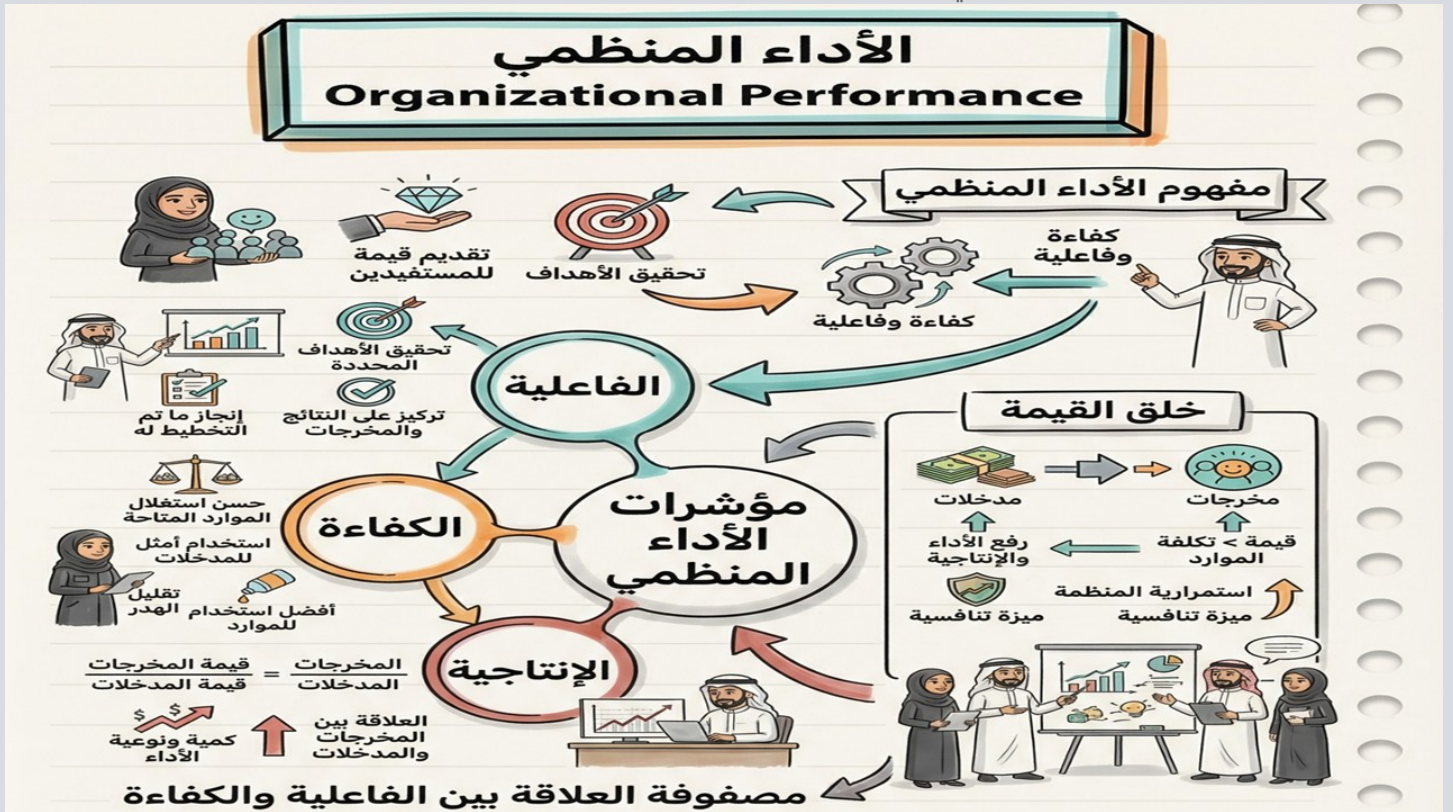 الأداء المنظمي
Organizational Performance
مفهوم الأداء المنظمي
كفاءة
وفاعلية
كفاءة وفاعلية
تحقيق الأهداف
تقديم قيمة
للمستفيدين
الفاعلية
تحقيق الأهداف
المحددة
تركيز على النتائج
والمخرجات
إنجاز ما تم
التخطيط له
خلق القيمة
مدخلات
مخرجات
قيمة > تكلفة
الموارد
رفع الأداء
والإنتاجية
استمرارية المنظمة
ميزة تنافسية
ميزة تنافسية
مؤشرات
الأداء
المنظمي
الكفاءة
حسن استغلال
الموارد المتاحة
استخدام أمثل
للمدخلات
تقليل
الهدر
أفضل استخدام
للموارد
الإنتاجية
المخرجات = قيمة المخرجات
المدخلات قيمة المدخلات
العلاقة بين
المخرجات
والمدخلات
$ $
كمية ونوعية
الأداء
مصفوفة العلاقة بين الفاعلية والكفاءة